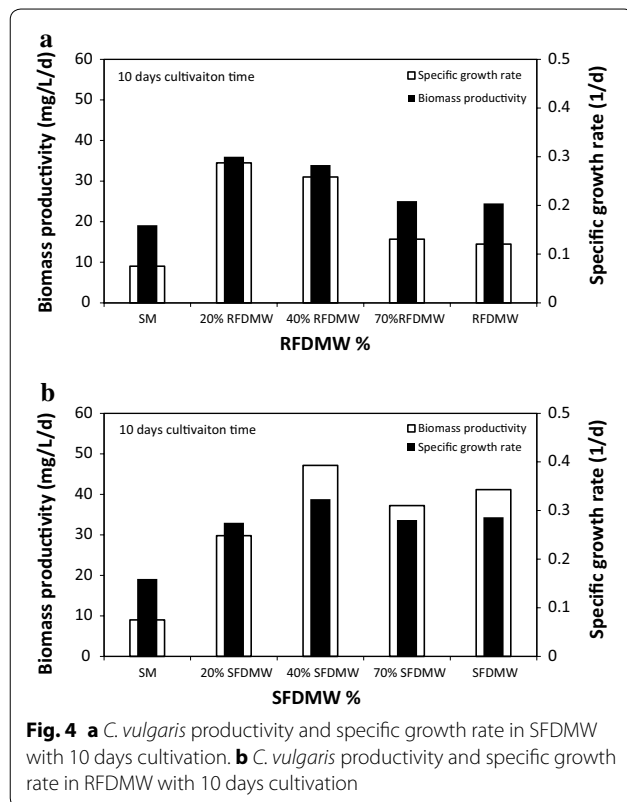 a
60
50
40
30
20
10
0
Biomass productivity (mg/L/d)
10 days cultivaiton time
Specific growth rate
Biomass productivity
0.5
0.4
0.3
0.2
0.1
0
Specific growth rate (1/d)
SM 20% RFDMW 40% RFDMW 70%RFDMW RFDMW
RFDMW %
b
60
50
40
30
20
10
0
Biomass productivity (mg/L/d)
10 days cultivaiton time
Biomass productivity
Specific growth rate
0.5
0.4
0.3
0.2
0.1
0
Specific growth rate (1/d)
SM 20% SFDMW 40% SFDMW 70% SFDMW SFDMW
SFDMW %
Fig. 4 a C. vulgaris productivity and specific growth rate in SFDMW
with 10 days cultivation. b C. vulgaris productivity and specific growth
rate in RFDMW with 10 days cultivation